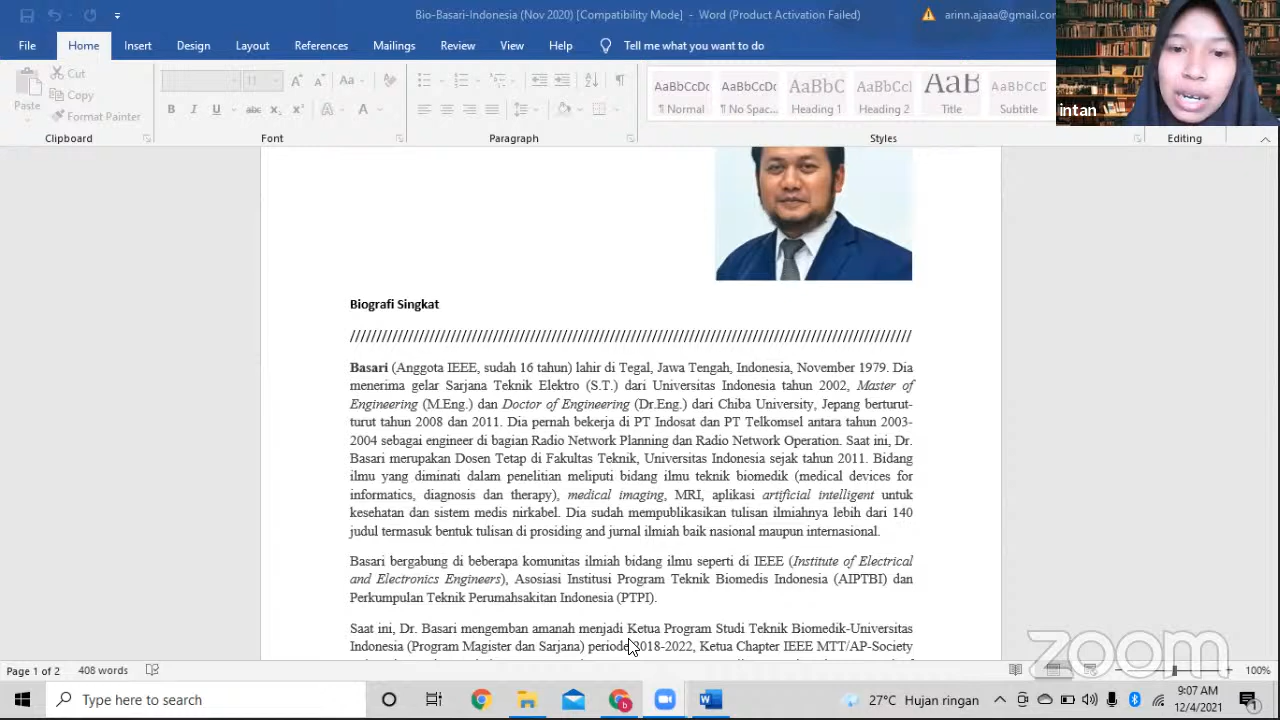 Bio-Basari-Indonesia (Nov 2020) [Compatibility Mode] - Word (Product Activation Failed)
arinn.ajaaa@gmail.com
File Home Insert Design Layout References Mailings Review View Help Tell me what you want to do
Cut
Copy
Format Painter
Paste
11
Aa
B I U abc X₂ X² A
AaBbCcDc AaBbCcDc AaBbC AaBbCcL AaB AaBbCcDc
¶ Normal ¶ No Spac... Heading 1 Heading 2 Title Subtitle
Clipboard Font Paragraph Styles Editing
intan
Biografi Singkat
Basari (Anggota IEEE, sudah 16 tahun) lahir di Tegal, Jawa Tengah, Indonesia, November 1979. Dia
menerima gelar Sarjana Teknik Elektro (S.T.) dari Universitas Indonesia tahun 2002, Master of
Engineering (M.Eng.) dan Doctor of Engineering (Dr.Eng.) dari Chiba University, Jepang berturut-
turut tahun 2008 dan 2011. Dia pernah bekerja di PT Indosat dan PT Telkomsel antara tahun 2003-
2004 sebagai engineer di bagian Radio Network Planning dan Radio Network Operation. Saat ini, Dr.
Basari merupakan Dosen Tetap di Fakultas Teknik, Universitas Indonesia sejak tahun 2011. Bidang
ilmu yang diminati dalam penelitian meliputi bidang ilmu teknik biomedik (medical devices for
informatics, diagnosis dan therapy), medical imaging, MRI, aplikasi artificial intelligent untuk
kesehatan dan sistem medis nirkabel. Dia sudah mempublikasikan tulisan ilmiahnya lebih dari 140
judul termasuk bentuk tulisan di prosiding and jurnal ilmiah baik nasional maupun internasional.
Basari bergabung di beberapa komunitas ilmiah bidang ilmu seperti di IEEE (Institute of Electrical
and Electronics Engineers), Asosiasi Institusi Program Teknik Biomedis Indonesia (AIPTBI) dan
Perkumpulan Teknik Perumahsakitan Indonesia (PTPI).
Saat ini, Dr. Basari mengemban amanah menjadi Ketua Program Studi Teknik Biomedik-Universitas
Indonesia (Program Magister dan Sarjana) periode 2018-2022, Ketua Chapter IEEE MTT/AP-Society
zoom
Page 1 of 2 408 words 100%
Type here to search
27°C Hujan ringan
9:07 AM
12/4/2021
1